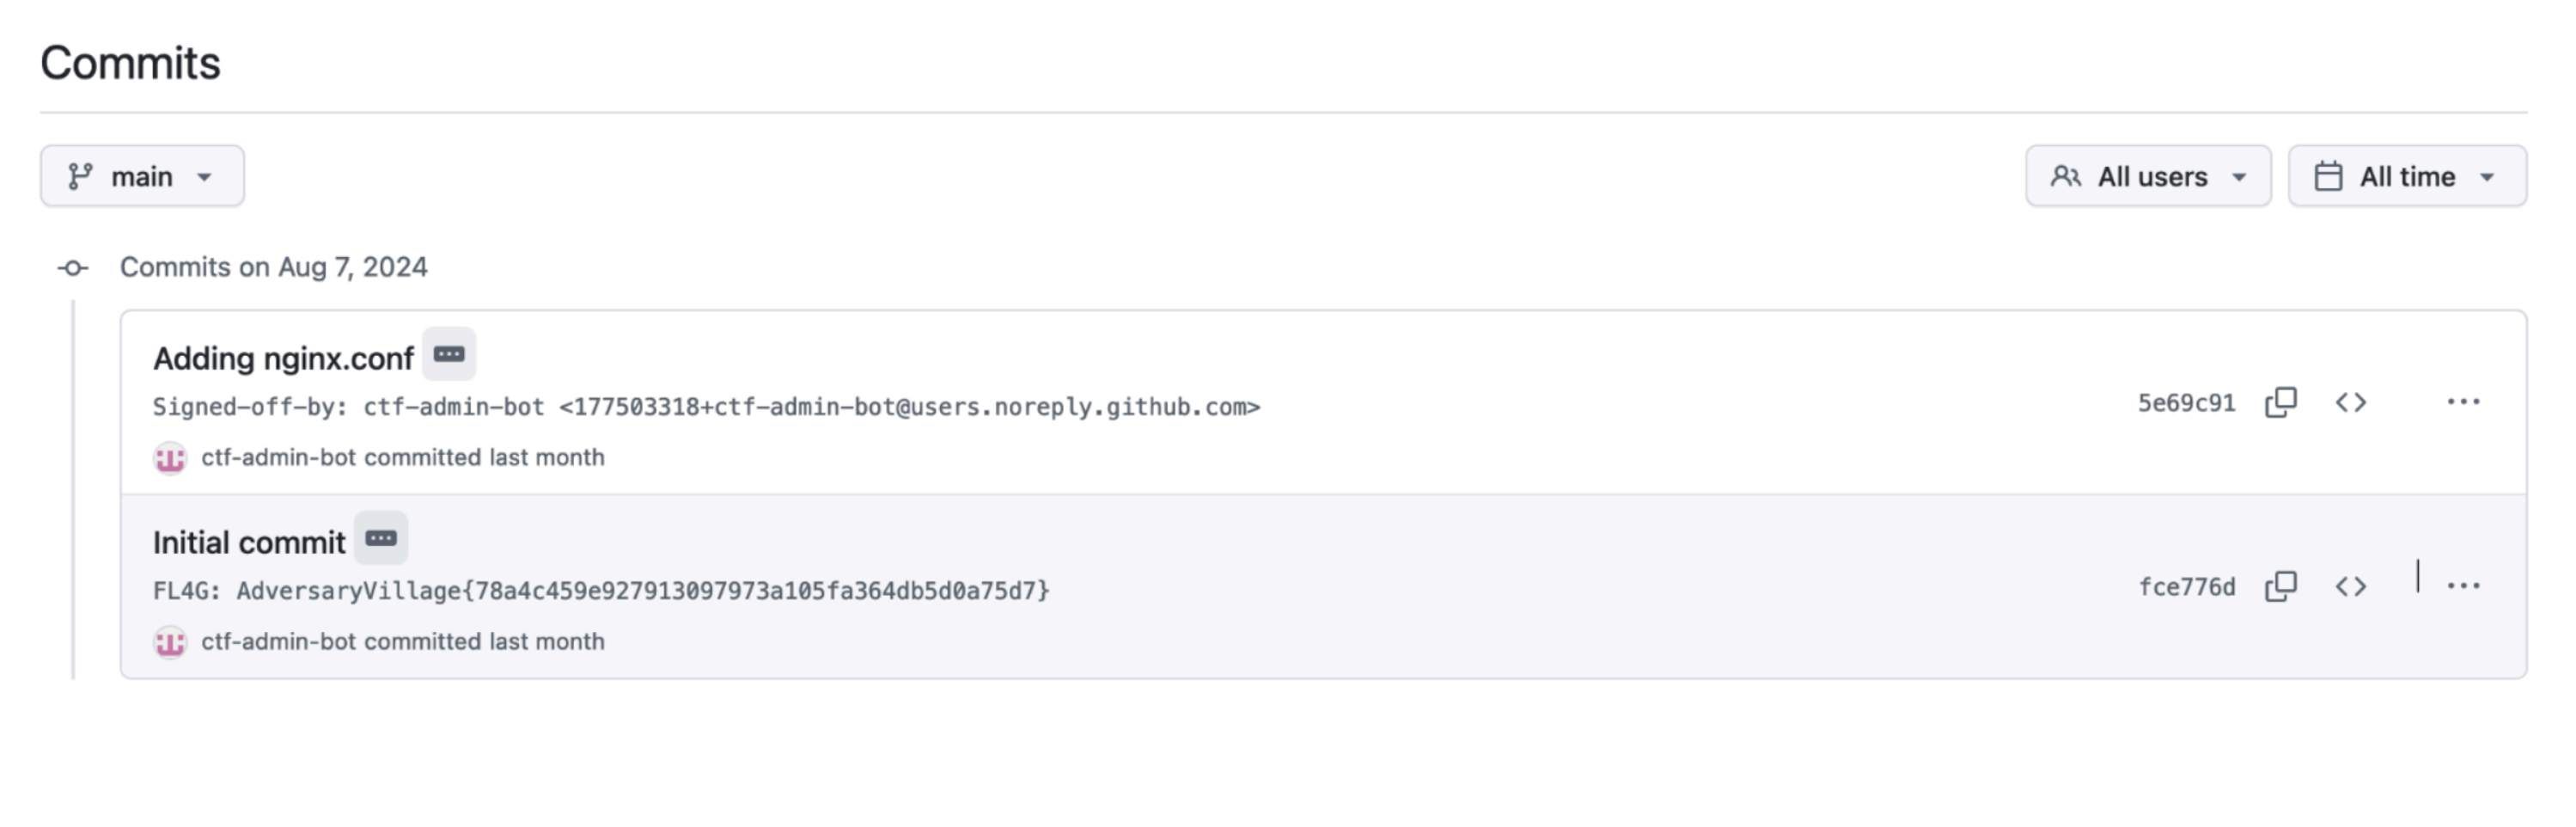 Commits
main
All users
All time
Commits on Aug 7, 2024
Adding nginx.conf
Signed-off-by: ctf-admin-bot <177503318+ctf-admin-bot@users.noreply.github.com>
5e69c91
ctf-admin-bot committed last month
Initial commit
FL4G: AdversaryVillage{78a4c459e927913097973a105fa364db5d0a75d7}
fce776d
ctf-admin-bot committed last month